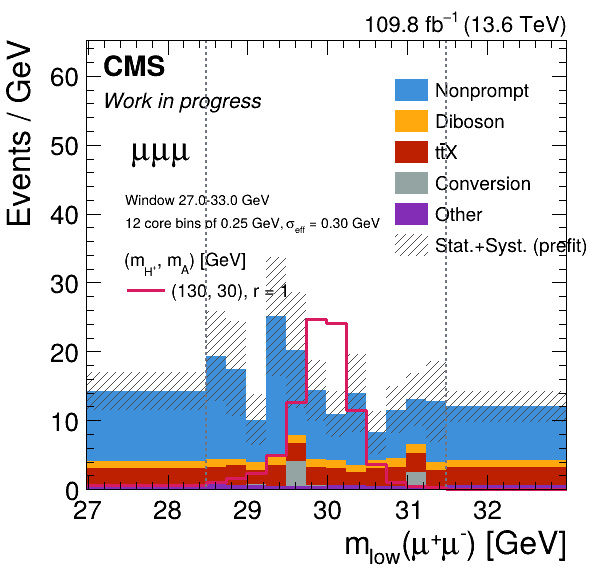 109.8 fb⁻¹ (13.6 TeV)
Events / GeV
CMS
Work in progress
μμμ
Window 27.0-33.0 GeV
12 core bins of 0.25 GeV, σ_eff = 0.30 GeV
(m_H⁺, m_A) [GeV]
(130, 30), r = 1
Nonprompt
Diboson
tt̄X
Conversion
Other
Stat.+Syst. (prefit)
60
50
40
30
20
10
0
27 28 29 30 31 32
m_low(μ⁺μ⁻) [GeV]